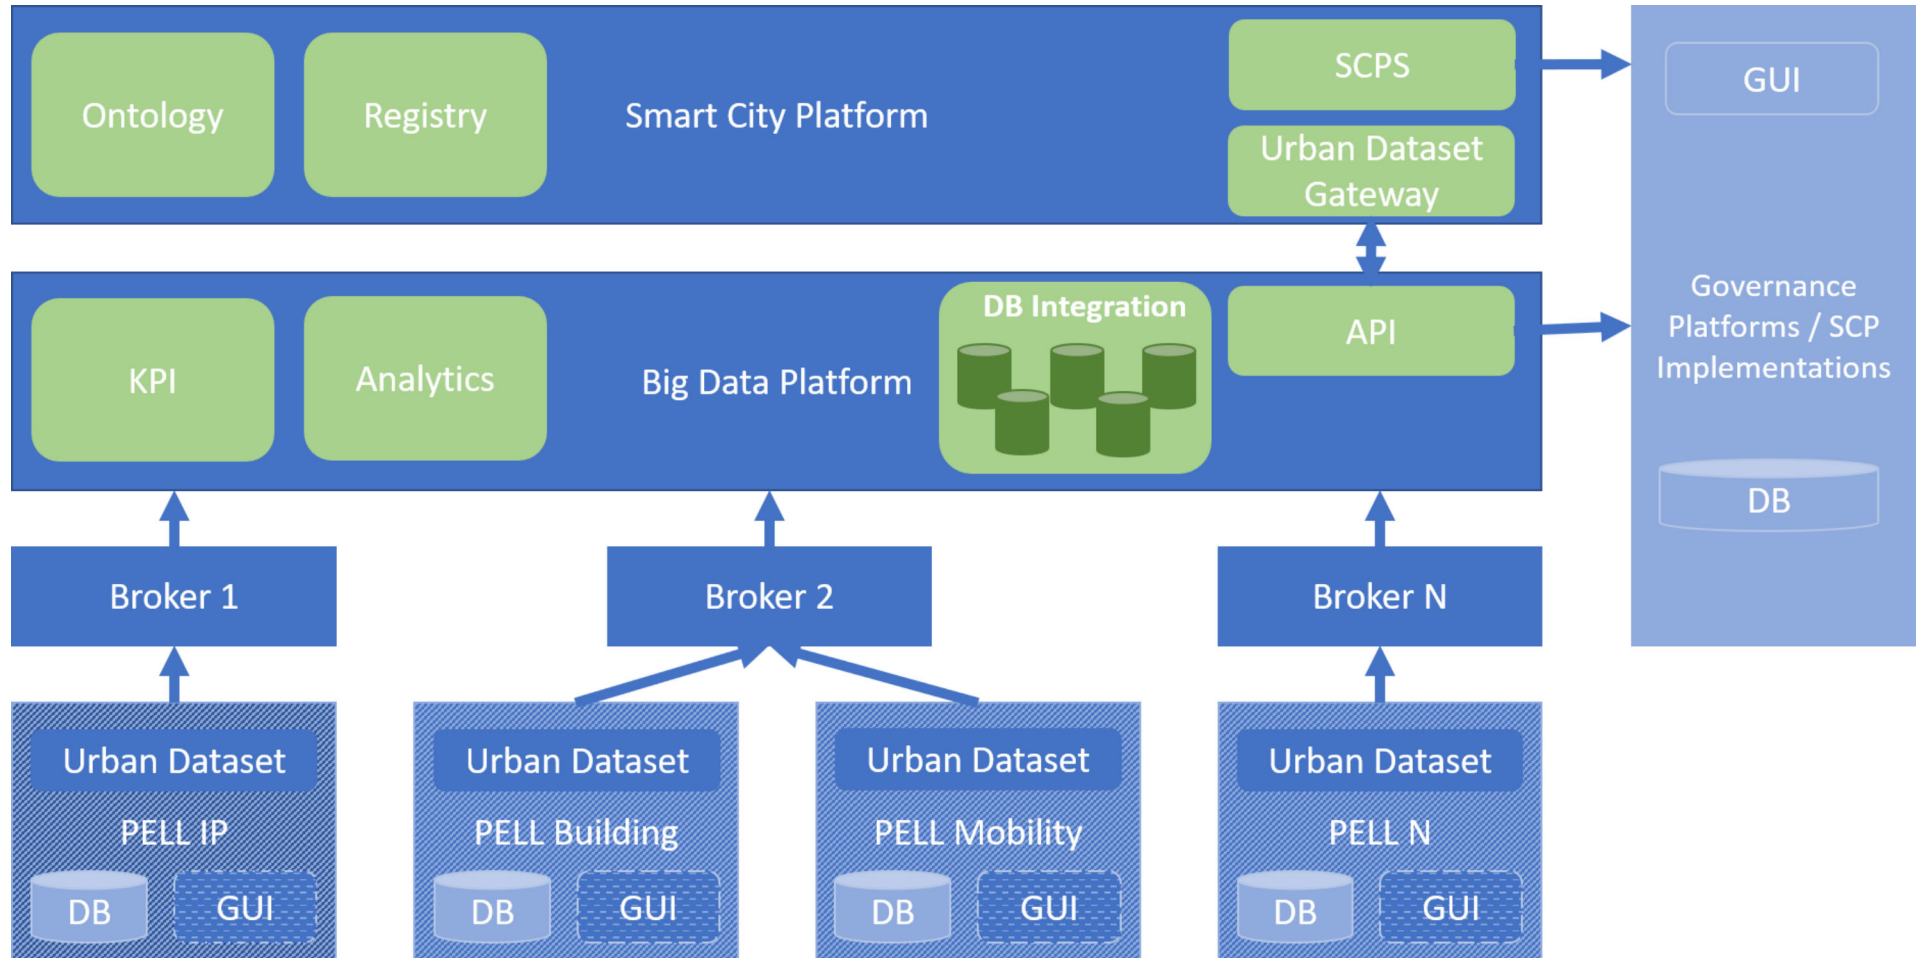 Ontology
Registry
Smart City Platform
SCPS
Urban Dataset
Gateway
GUI
Governance
Platforms / SCP
Implementations
DB
KPI
Analytics
Big Data Platform
DB Integration
API
Broker 1
Broker 2
Broker N
Urban Dataset
PELL IP
DB
GUI
Urban Dataset
PELL Building
DB
GUI
Urban Dataset
PELL Mobility
DB
GUI
Urban Dataset
PELL N
DB
GUI